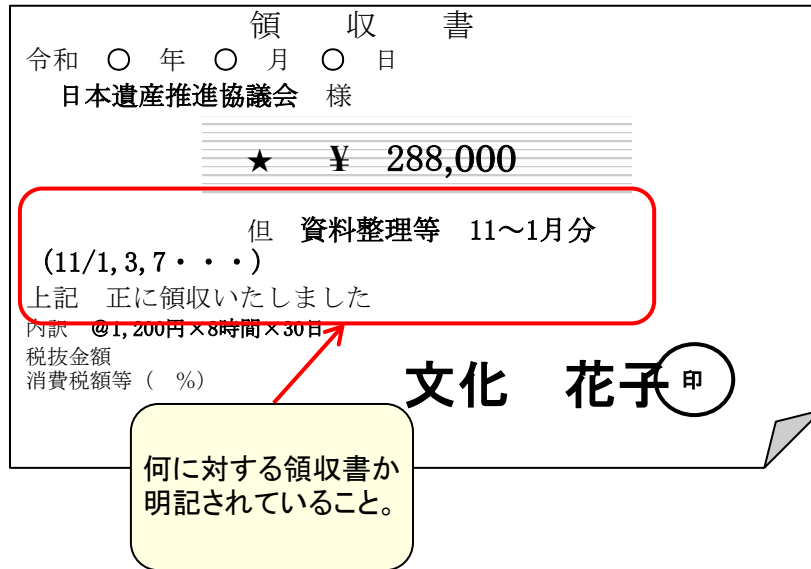 領　収　書
令和　〇　年　〇　月　〇　日
日本遺産推進協議会　様
★　¥　288,000
但　資料整理等　11～1月分
(11/1,3,7・・・)
上記　正に領収いたしました
内訳　@1,200円×8時間×30日
税抜金額
消費税額等（　%）
文化　花子 印
何に対する領収書か
明記されていること。